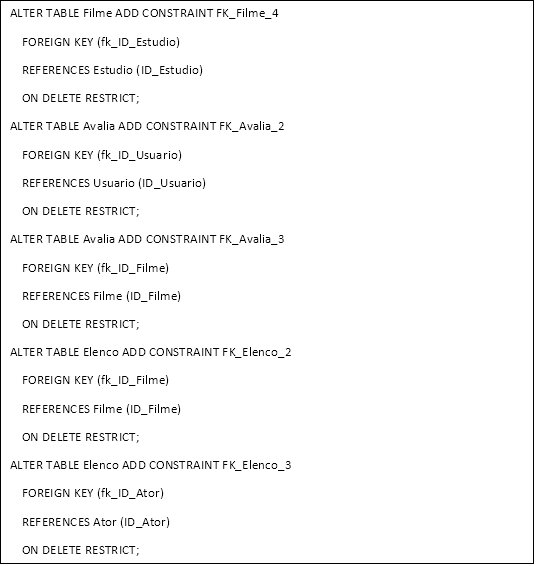 ALTER TABLE Filme ADD CONSTRAINT FK_Filme_4
FOREIGN KEY (fk_ID_Estudio)
REFERENCES Estudio (ID_Estudio)
ON DELETE RESTRICT;
ALTER TABLE Avalia ADD CONSTRAINT FK_Avalia_2
FOREIGN KEY (fk_ID_Usuario)
REFERENCES Usuario (ID_Usuario)
ON DELETE RESTRICT;
ALTER TABLE Avalia ADD CONSTRAINT FK_Avalia_3
FOREIGN KEY (fk_ID_Filme)
REFERENCES Filme (ID_Filme)
ON DELETE RESTRICT;
ALTER TABLE Elenco ADD CONSTRAINT FK_Elenco_2
FOREIGN KEY (fk_ID_Filme)
REFERENCES Filme (ID_Filme)
ON DELETE RESTRICT;
ALTER TABLE Elenco ADD CONSTRAINT FK_Elenco_3
FOREIGN KEY (fk_ID_Ator)
REFERENCES Ator (ID_Ator)
ON DELETE RESTRICT;